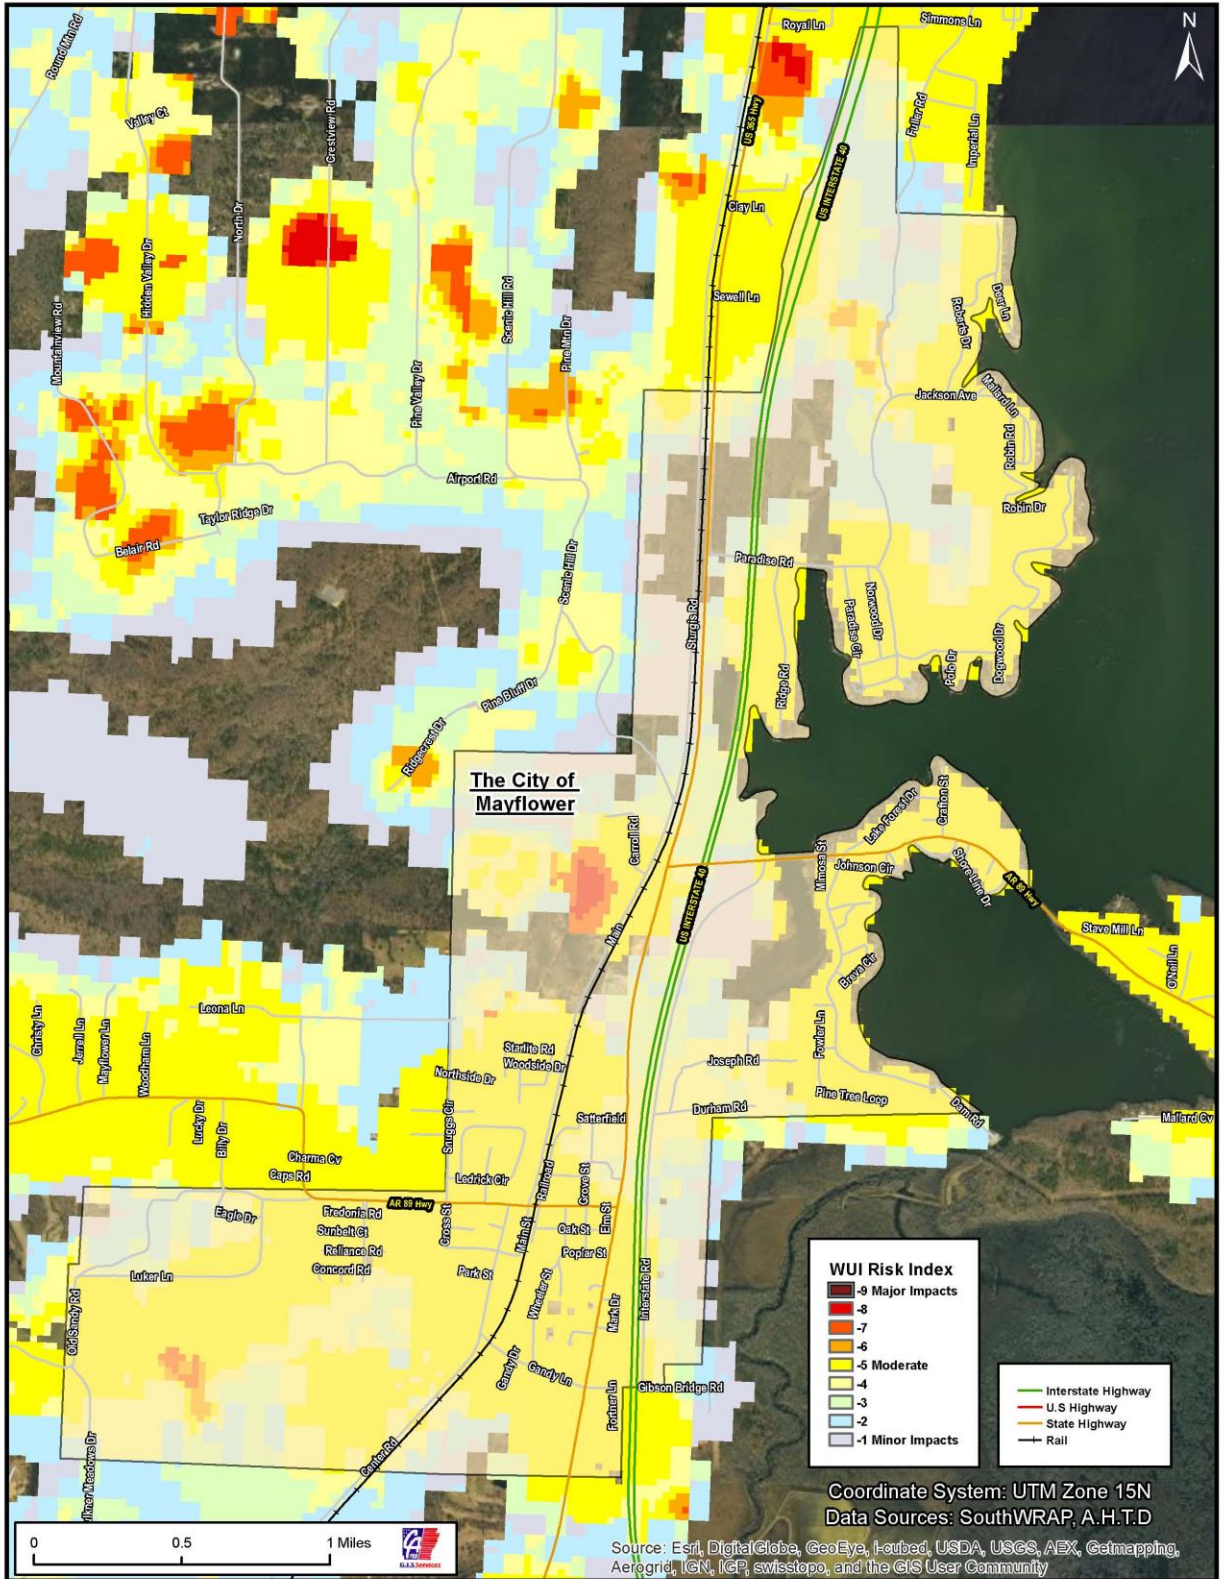 Royal Ln
Simmons Ln
N
Round Mtn Rd
Valley Ct
Crestview Rd
US 365 Hwy
Fuller Rd
Imperial Ln
US INTERSTATE 40
Clay Ln
North Dr
Hidden Valley Dr
Mountainview Rd
Scenic Hill Rd
Pine Mtn Dr
Pine Valley Dr
Sewell Ln
Deer Ln
Roberts Dr
Jackson Ave
Mallard Ln
Robin Rd
Robin Dr
Airport Rd
Taylor Ridge Dr
Belair Rd
Scenic Hill Dr
Paradise Rd
Sturgis Rd
Norwood Dr
Paradise Cir
Ridge Rd
Polo Dr
Dogwood Dr
Pine Bluff Dr
Ridgecrest Dr
The City of
Mayflower
Carroll Rd
Lake Forest Dr
Crafton St
Mimosa St
Johnson Cir
Shore Line Dr
AR 89 Hwy
US INTERSTATE 40
Main
Stave Mill Ln
O'Neil Ln
Breva Cir
Leona Ln
Christy Ln
Jerrell Ln
Mayflower Ln
Woodham Ln
Starlite Rd
Woodside Dr
Northside Dr
Joseph Rd
Fowler Ln
Pine Tree Loop
Dam Rd
Durham Rd
Mallard Cv
Lucky Dr
Billy Dr
Snuggs Cir
Satterfield
Charma Cv
Caps Rd
Ledrick Cir
Railroad
Grove St
Elm St
AR 89 Hwy
Eagle Dr
Fredonia Rd
Sunbelt Ct
Reliance Rd
Concord Rd
Cross St
Main St
Oak St
Poplar St
Park St
Wheeler St
Luker Ln
Old Sandy Rd
Mark Dr
Interstate Rd
Gandy Dr
Gandy Ln
Fortner Ln
Gibson Bridge Rd
Center Rd
ulkner Meadows Dr
WUI Risk Index
-9 Major Impacts
-8
-7
-6
-5 Moderate
-4
-3
-2
-1 Minor Impacts
Interstate Highway
U.S Highway
State Highway
Rail
Coordinate System: UTM Zone 15N
Data Sources: SouthWRAP, A.H.T.D
0 0.5 1 Miles
G.I.S Services
Source: Esri, DigitalGlobe, GeoEye, i-cubed, USDA, USGS, AEX, Getmapping,
Aerogrid, IGN, IGP, swisstopo, and the GIS User Community